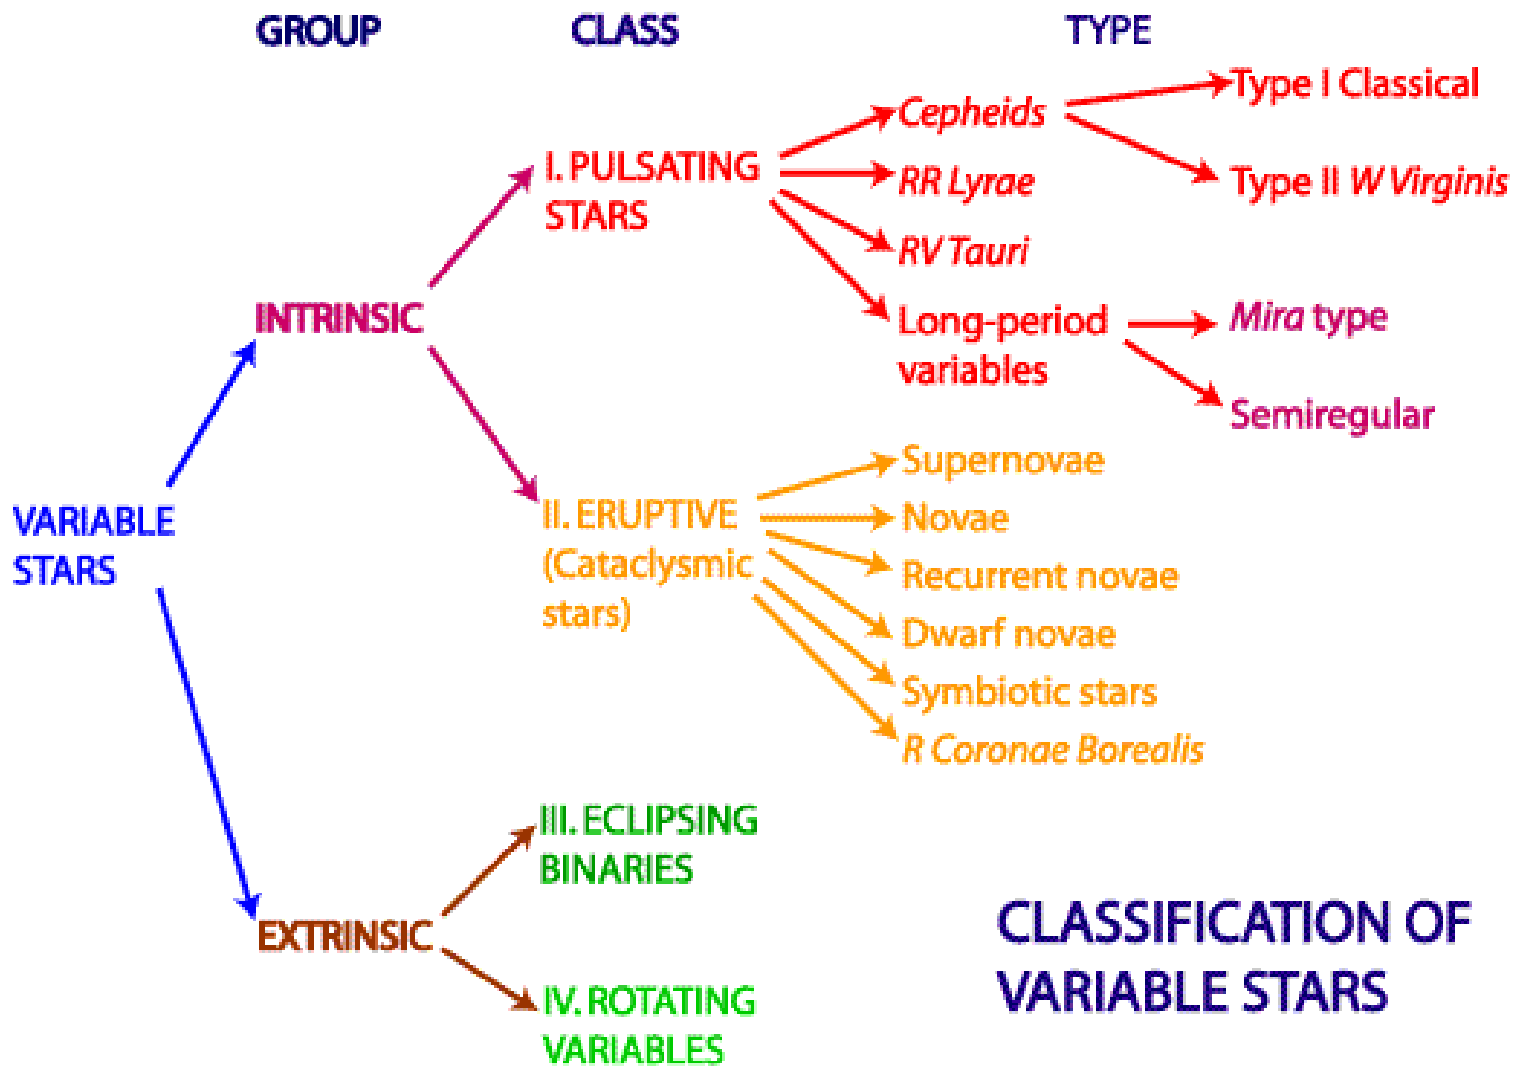 GROUP CLASS TYPE
Type I Classical
Cepheids
I. PULSATING
STARS
RR Lyrae
Type II W Virginis
RV Tauri
INTRINSIC
Long-period
variables
Mira type
Semiregular
Supernovae
VARIABLE
STARS
II. ERUPTIVE
(Cataclysmic
stars)
Novae
Recurrent novae
Dwarf novae
Symbiotic stars
R Coronae Borealis
III. ECLIPSING
BINARIES
EXTRINSIC
IV. ROTATING
VARIABLES
CLASSIFICATION OF
VARIABLE STARS